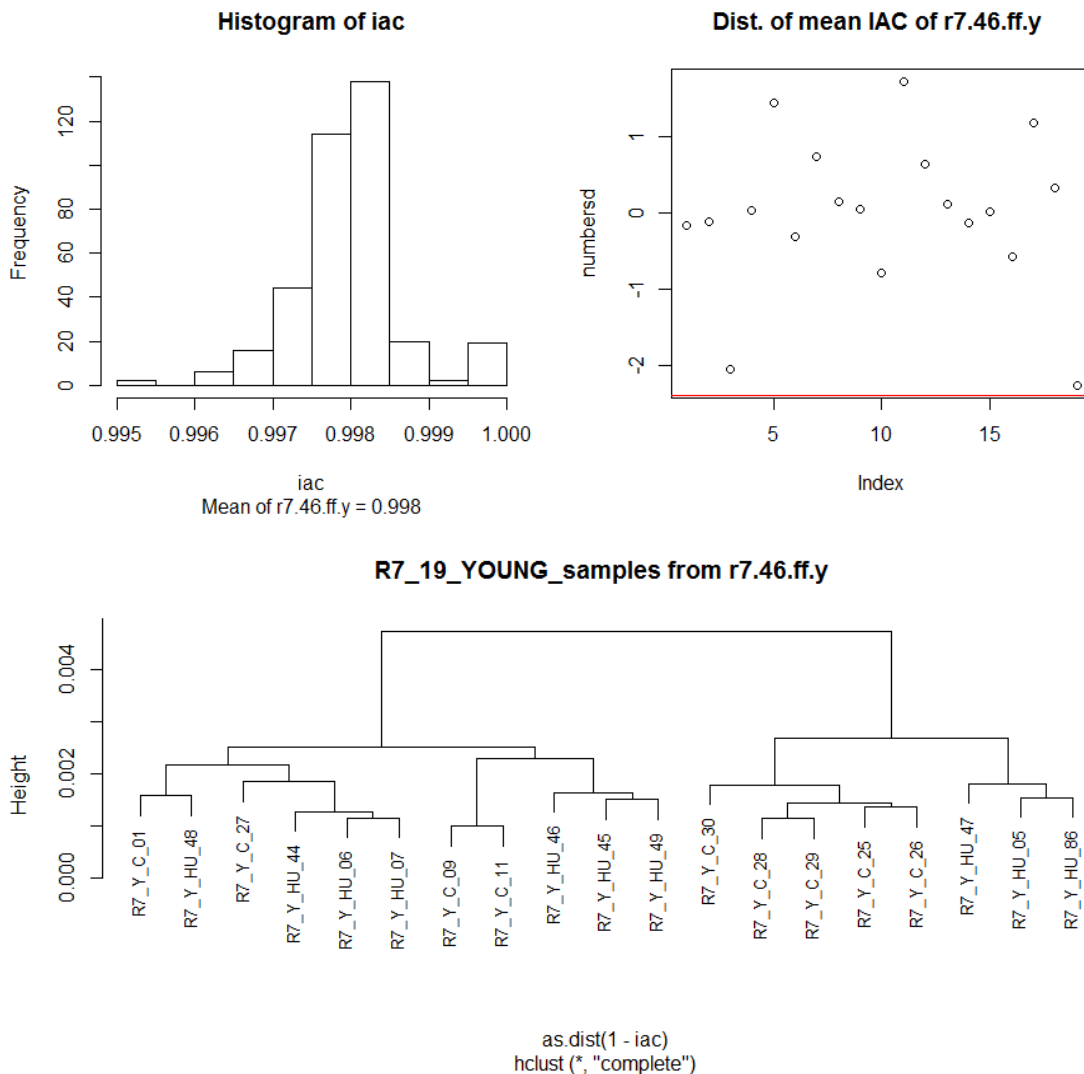 Histogram of iac
Frequency
0 20 40 60 80 120
0.995 0.996 0.997 0.998 0.999 1.000
iac
Mean of r7.46.ff.y = 0.998
Dist. of mean IAC of r7.46.ff.y
numbersd
-2 -1 0 1
5 10 15
Index
R7_19_YOUNG_samples from r7.46.ff.y
Height
0.000 0.002 0.004
R7_Y_C_01
R7_Y_HU_48
R7_Y_C_27
R7_Y_HU_44
R7_Y_HU_06
R7_Y_HU_07
R7_Y_C_09
R7_Y_C_11
R7_Y_HU_46
R7_Y_HU_45
R7_Y_HU_49
R7_Y_C_30
R7_Y_C_28
R7_Y_C_29
R7_Y_C_25
R7_Y_C_26
R7_Y_HU_47
R7_Y_HU_05
R7_Y_HU_86
as.dist(1 - iac)
hclust (*, "complete")